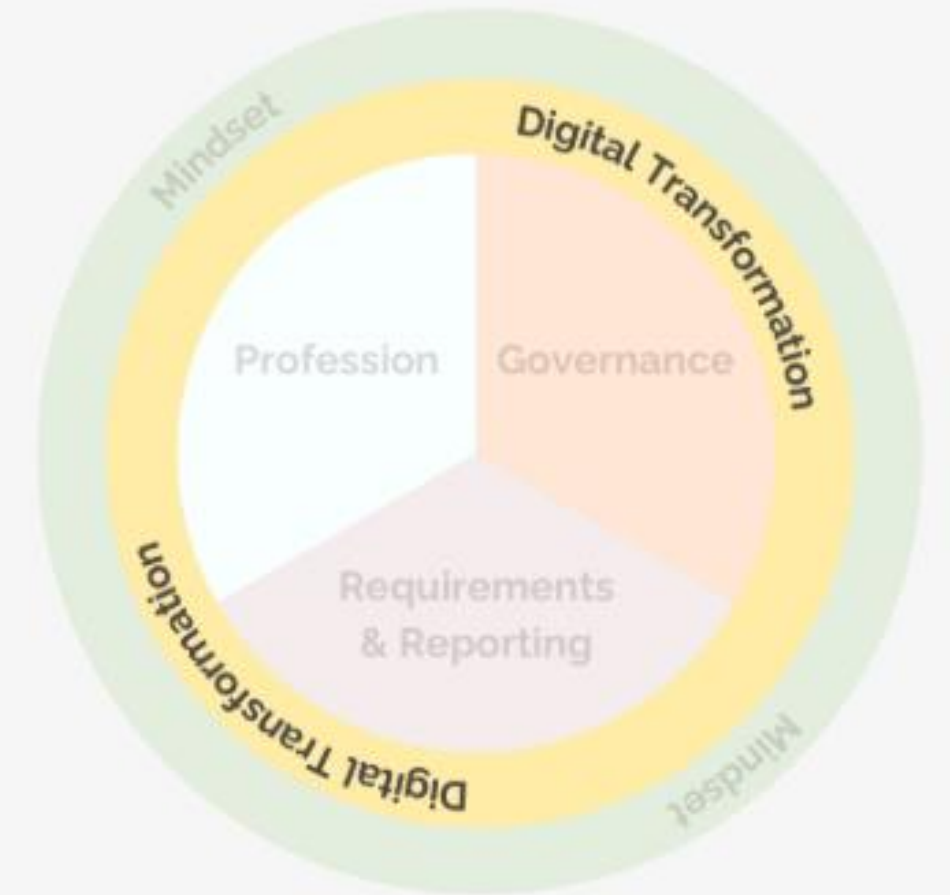 Mindset
Digital Transformation
Profession
Governance
Requirements
& Reporting
Digital Transformation
Mindset